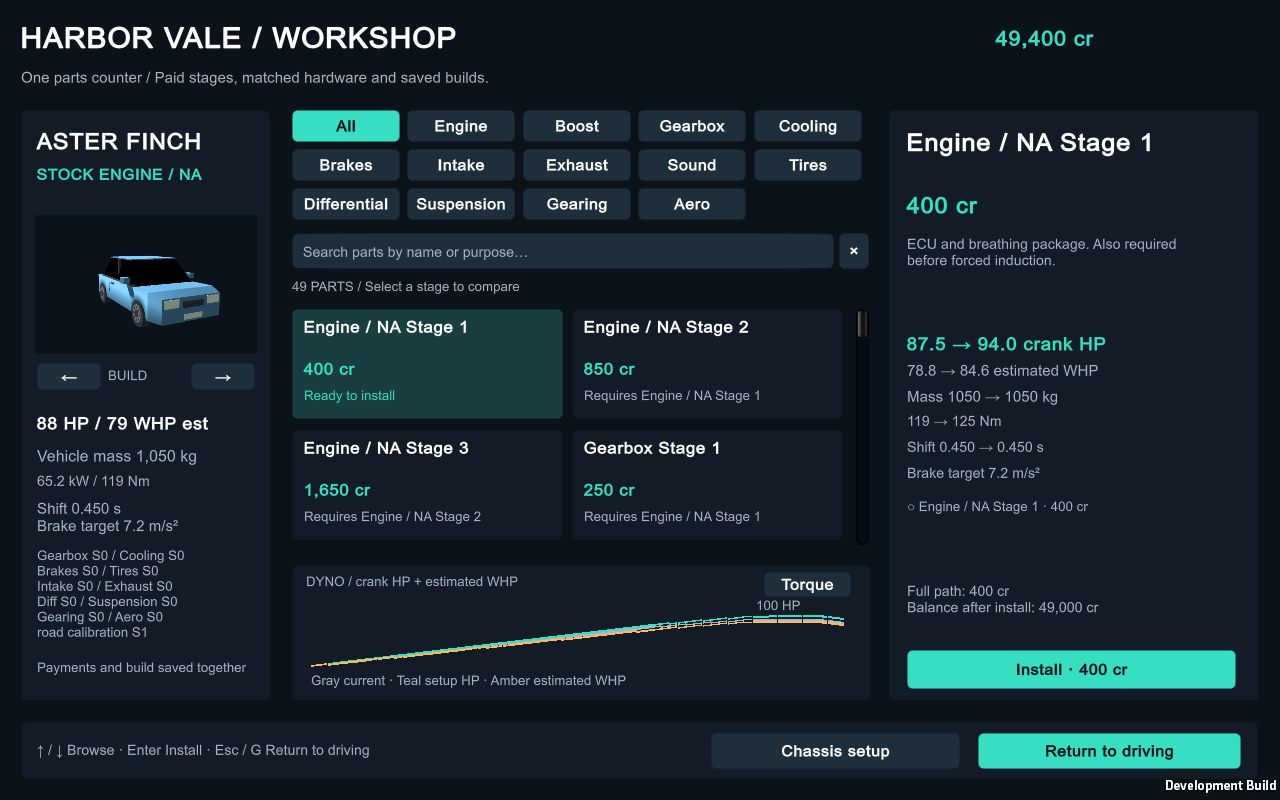 HARBOR VALE / WORKSHOP
49,400 cr
One parts counter / Paid stages, matched hardware and saved builds.
ASTER FINCH
STOCK ENGINE / NA
← BUILD →
88 HP / 79 WHP est
Vehicle mass 1,050 kg
65.2 kW / 119 Nm
Shift 0.450 s
Brake target 7.2 m/s²
Gearbox S0 / Cooling S0
Brakes S0 / Tires S0
Intake S0 / Exhaust S0
Diff S0 / Suspension S0
Gearing S0 / Aero S0
road calibration S1
Payments and build saved together
All Engine Boost Gearbox Cooling
Brakes Intake Exhaust Sound Tires
Differential Suspension Gearing Aero
Search parts by name or purpose… ×
49 PARTS / Select a stage to compare
Engine / NA Stage 1
400 cr
Ready to install
Engine / NA Stage 2
850 cr
Requires Engine / NA Stage 1
Engine / NA Stage 3
1,650 cr
Requires Engine / NA Stage 2
Gearbox Stage 1
250 cr
Requires Engine / NA Stage 1
DYNO / crank HP + estimated WHP
Torque
100 HP
Gray current · Teal setup HP · Amber estimated WHP
Engine / NA Stage 1
400 cr
ECU and breathing package. Also required
before forced induction.
87.5 → 94.0 crank HP
78.8 → 84.6 estimated WHP
Mass 1050 → 1050 kg
119 → 125 Nm
Shift 0.450 → 0.450 s
Brake target 7.2 m/s²
○ Engine / NA Stage 1 · 400 cr
Full path: 400 cr
Balance after install: 49,000 cr
Install · 400 cr
↑ / ↓ Browse · Enter Install · Esc / G Return to driving
Chassis setup
Return to driving
Development Build